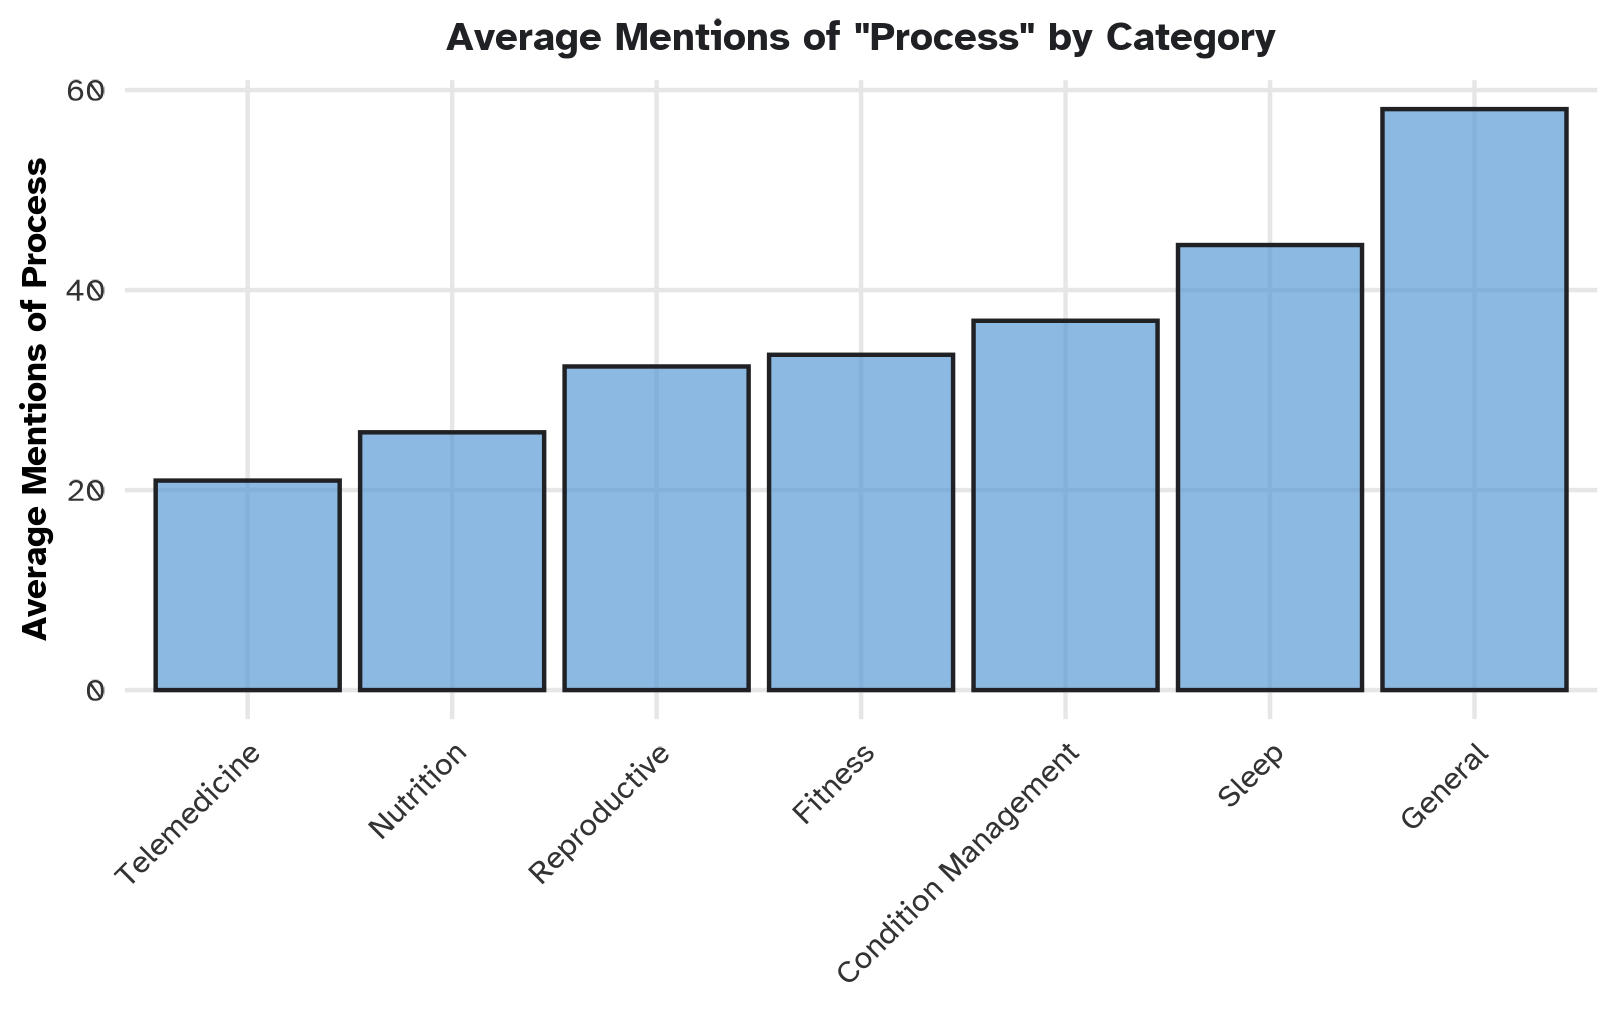 Average Mentions of "Process" by Category
Average Mentions of Process
60
40
20
0
Telemedicine
Nutrition
Reproductive
Fitness
Condition Management
Sleep
General